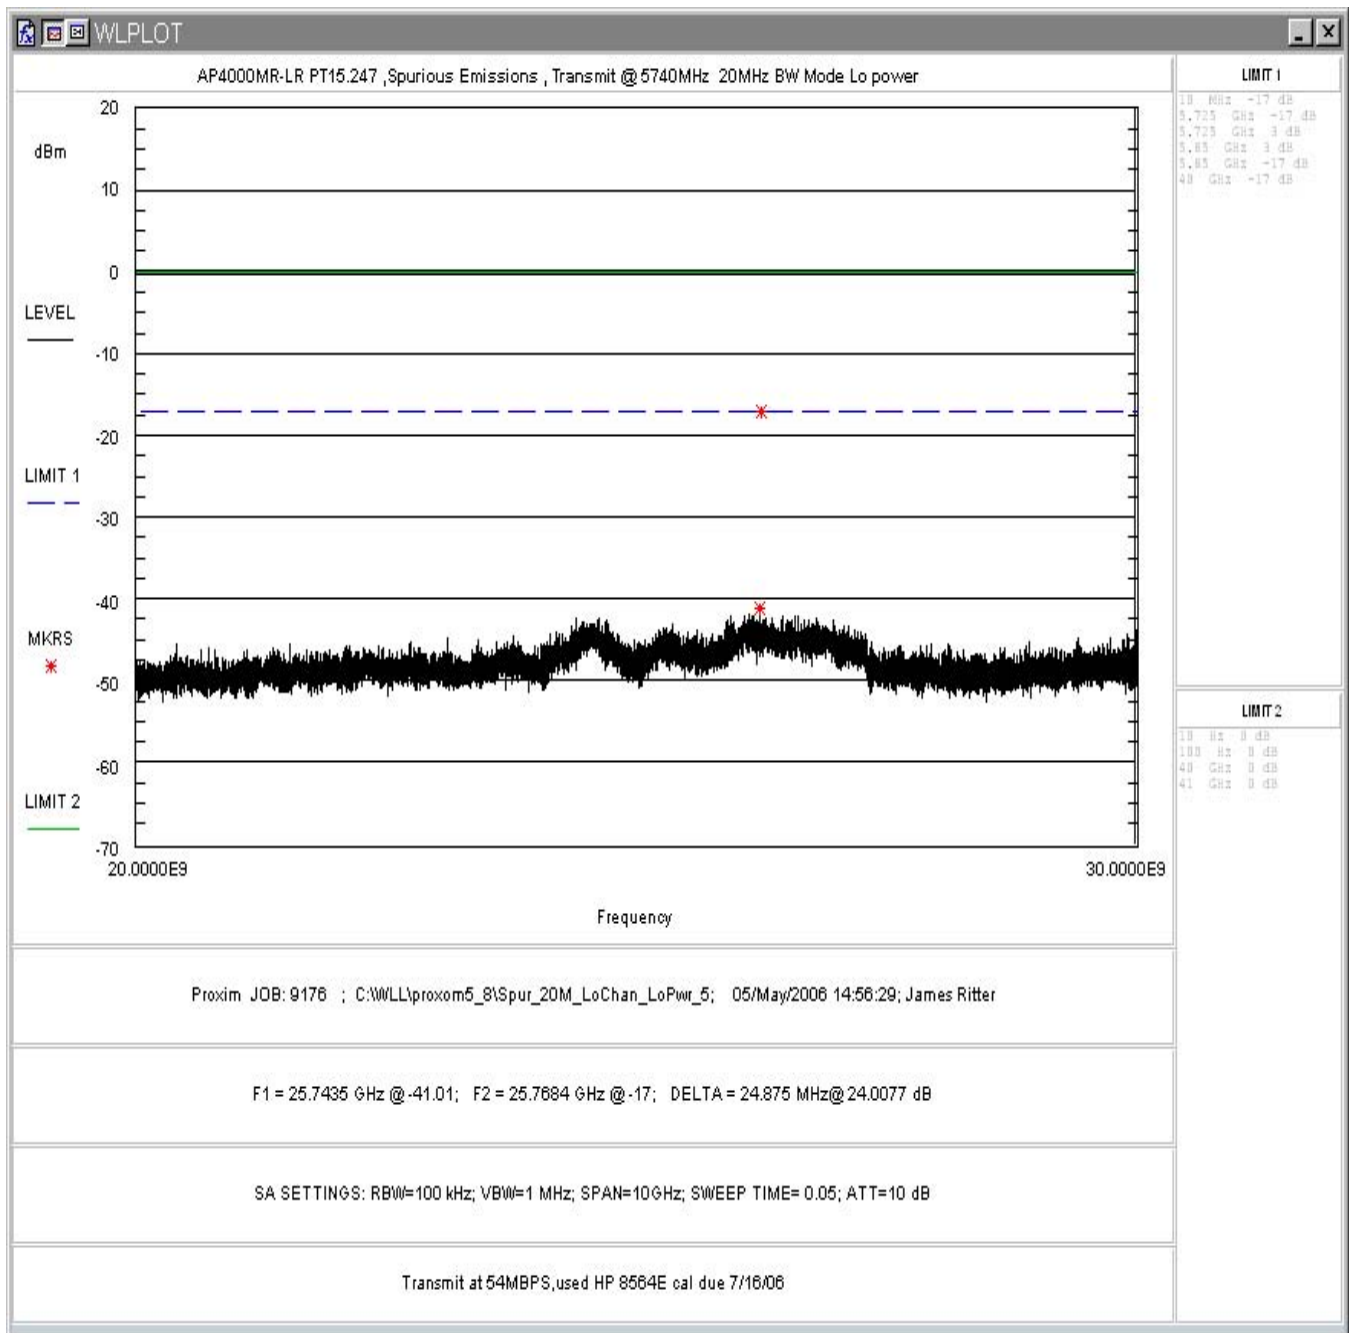 WLPLOT
AP4000MR-LR PT15.247 ,Spurious Emissions , Transmit @ 5740MHz 20MHz BW Mode Lo power
LIMIT 1
10 MHz -17 dB
5.725 GHz -17 dB
5.725 GHz 3 dB
5.85 GHz 3 dB
5.85 GHz -17 dB
40 GHz -17 dB
20
dBm
10
0
LEVEL
-10
-20
LIMIT 1
-30
-40
MKRS
-50
-60
LIMIT 2
-70
20.0000E9
30.0000E9
Frequency
LIMIT 2
10 Hz 0 dB
100 Hz 0 dB
40 GHz 0 dB
41 GHz 0 dB
Proxim JOB: 9176 ; C:\WLL\proxom5_8\Spur_20M_LoChan_LoPwr_5; 05/May/2006 14:56:29; James Ritter
F1 = 25.7435 GHz @ -41.01; F2 = 25.7684 GHz @ -17; DELTA = 24.875 MHz@ 24.0077 dB
SA SETTINGS: RBW=100 kHz; VBW=1 MHz; SPAN=10GHz; SWEEP TIME= 0.05; ATT=10 dB
Transmit at 54MBPS,used HP 8564E cal due 7/16/06